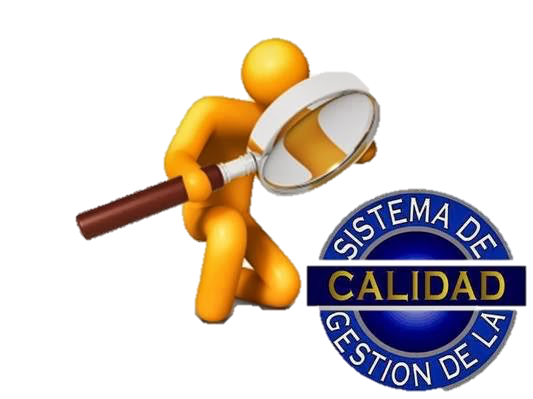 SISTEMA DE
CALIDAD
GESTION DE LA